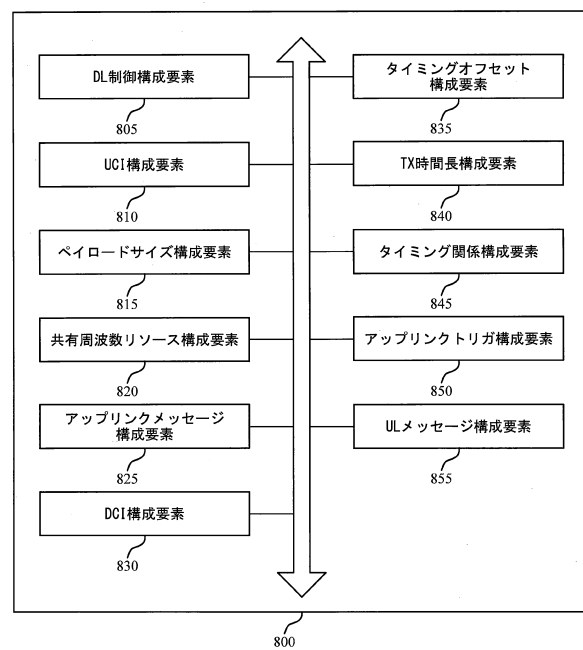 DL制御構成要素
805
UCI構成要素
810
ペイロードサイズ構成要素
815
共有周波数リソース構成要素
820
アップリンクメッセージ
構成要素
825
DCI構成要素
830
タイミングオフセット
構成要素
835
TX時間長構成要素
840
タイミング関係構成要素
845
アップリンクトリガ構成要素
850
ULメッセージ構成要素
855
800